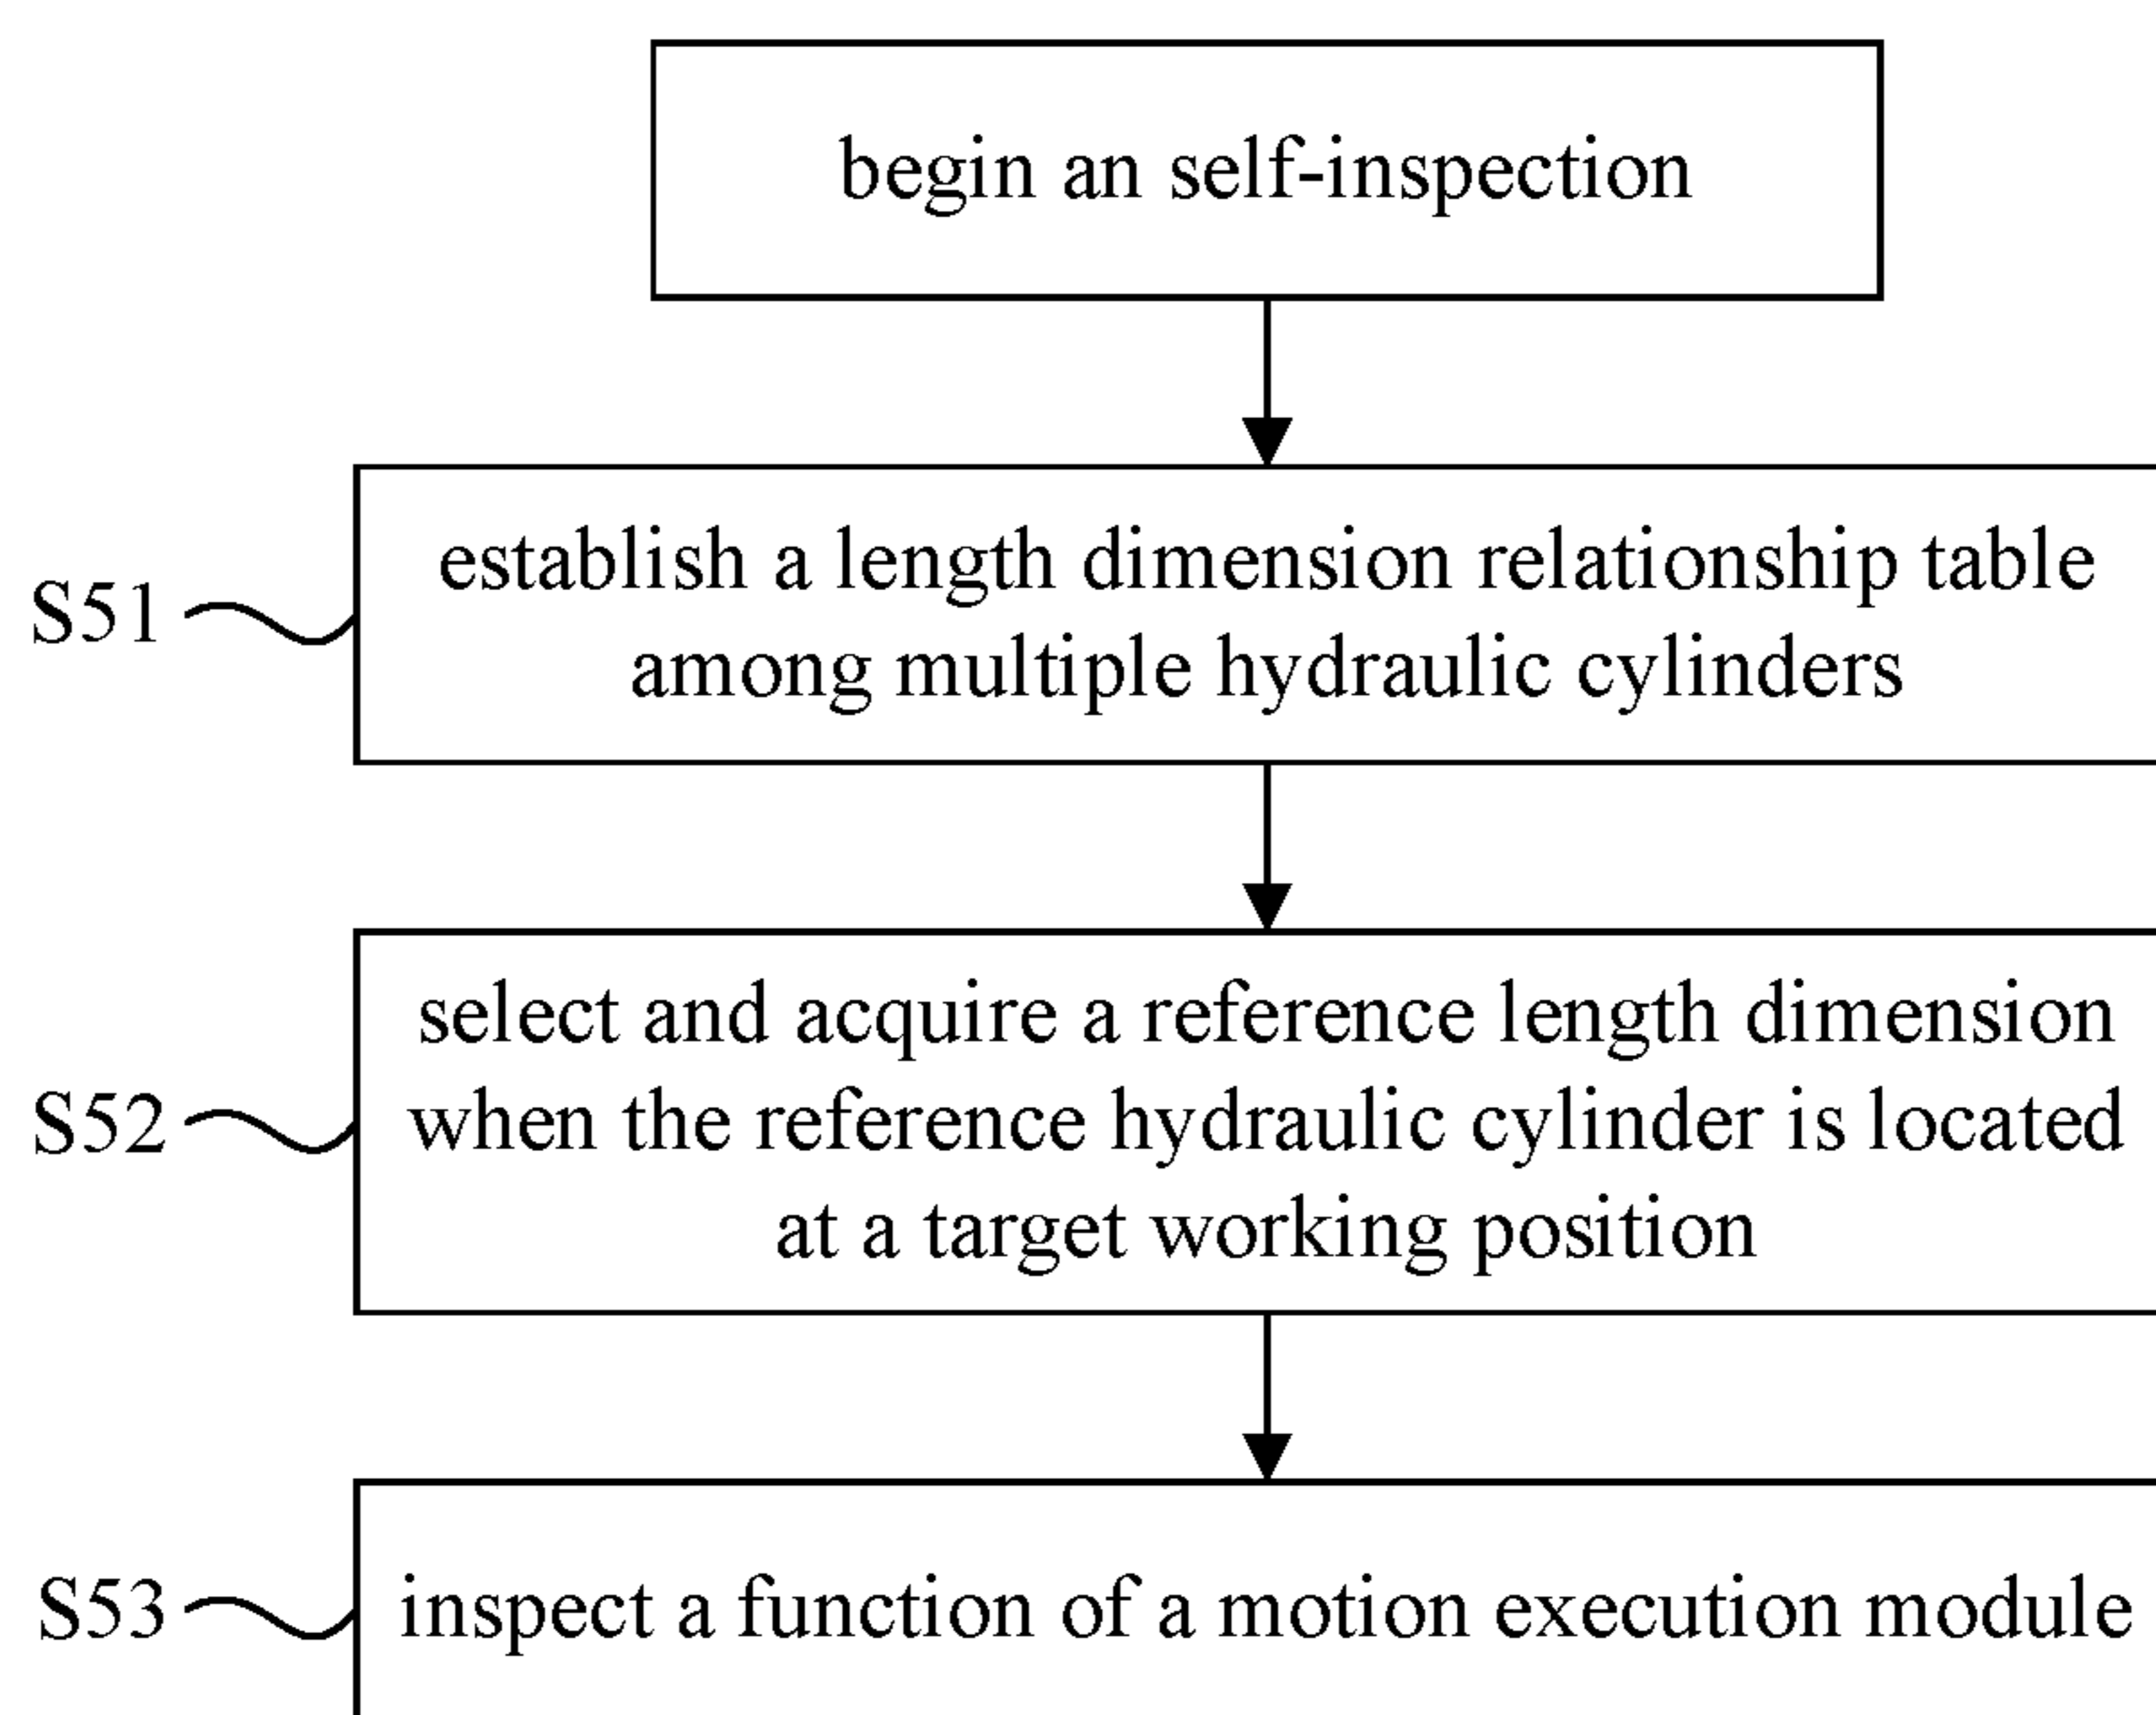 begin an self-inspection
establish a length dimension relationship table
among multiple hydraulic cylinders
S51
select and acquire a reference length dimension
when the reference hydraulic cylinder is located
at a target working position
S52
S53
inspect a function of a motion execution module